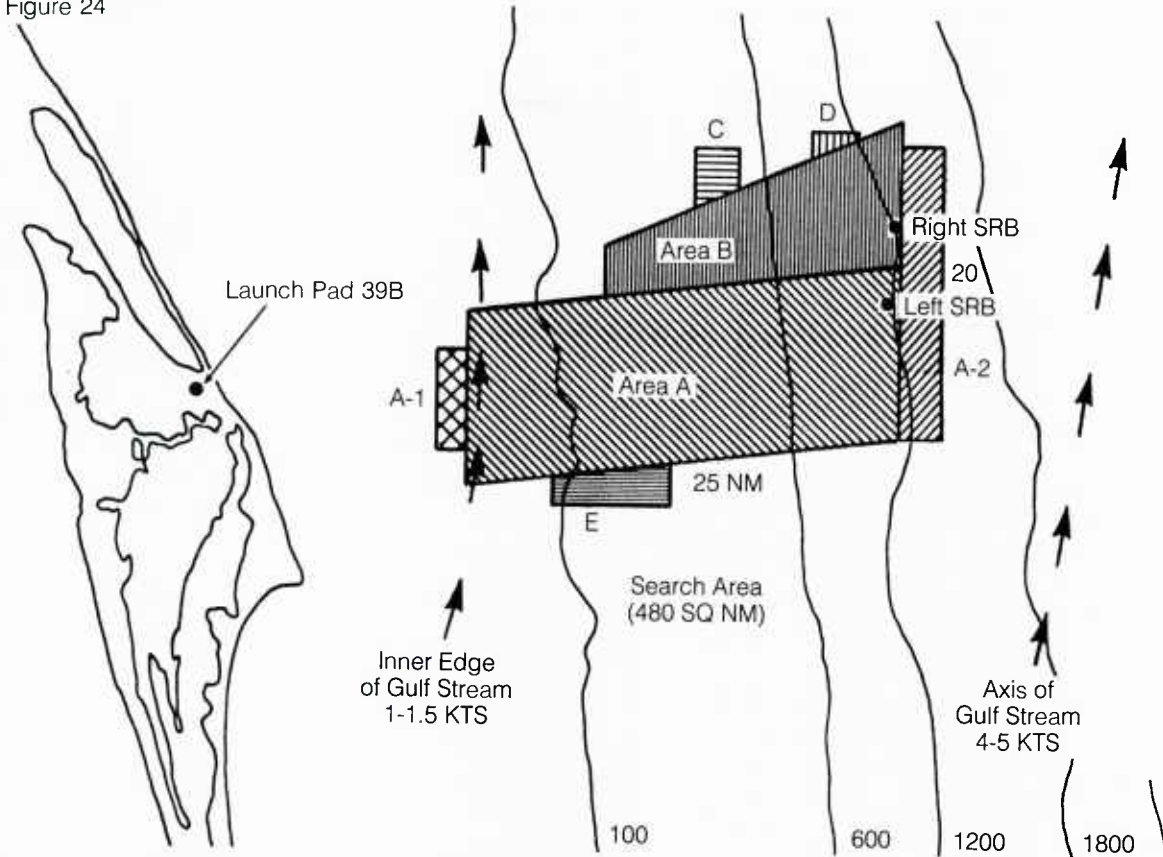 Figure 24
C
D
Right SRB
Area B
Launch Pad 39B
20
Left SRB
Area A
A-2
A-1
25 NM
E
Search Area
(480 SQ NM)
Inner Edge
of Gulf Stream
1-1.5 KTS
Axis of
Gulf Stream
4-5 KTS
100
600
1200
1800